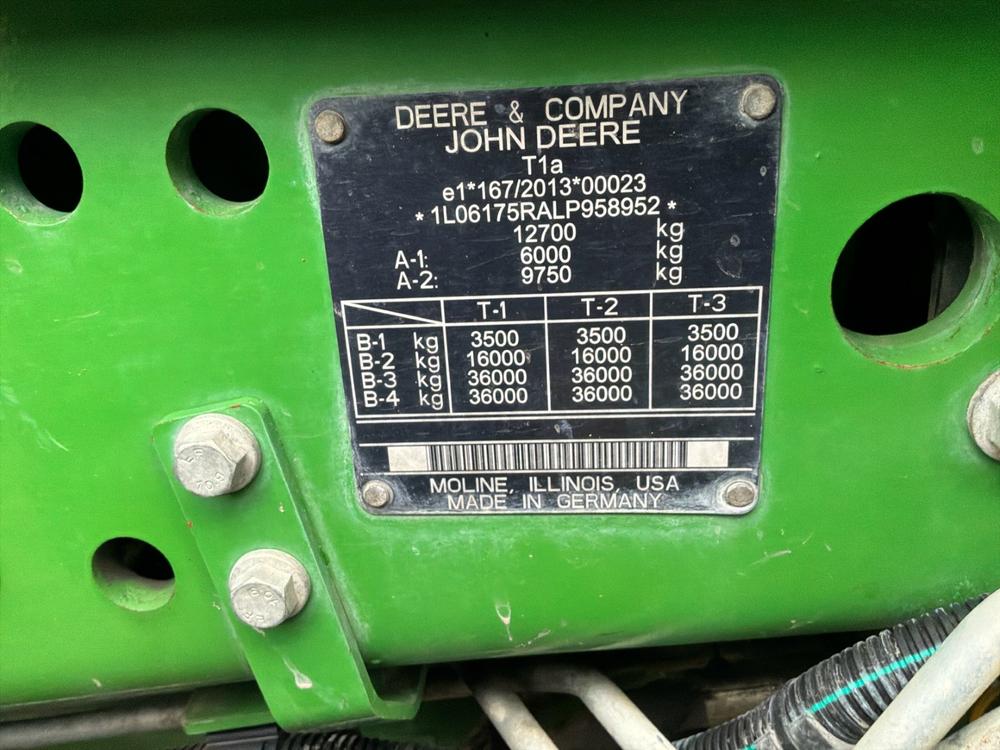 DEERE & COMPANY
JOHN DEERE
T1a
e1*167/2013*00023
*1L06175RALP958952*
12700 kg
A-1: 6000 kg
A-2: 9750 kg
T-1 T-2 T-3
B-1 kg 3500 3500 3500
B-2 kg 16000 16000 16000
B-3 kg 36000 36000 36000
B-4 kg 36000 36000 36000
MOLINE, ILLINOIS, USA
MADE IN GERMANY
10.9